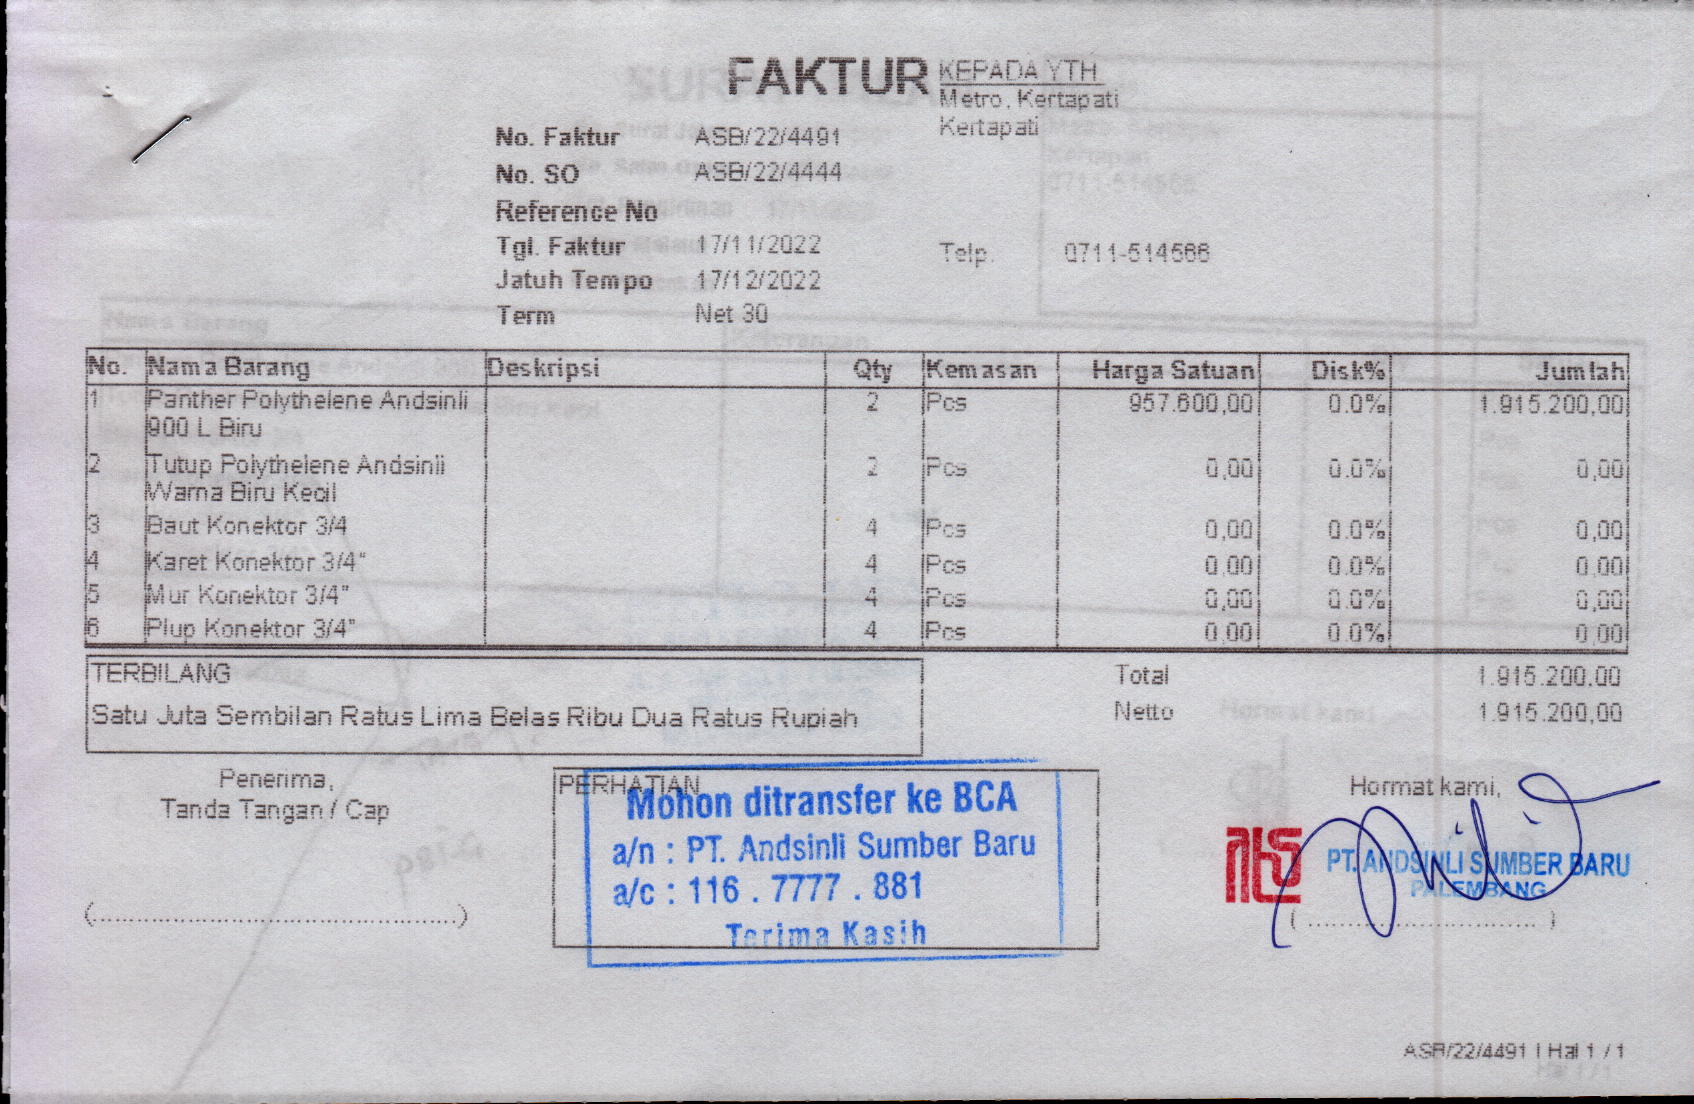 FAKTUR
KEPADA YTH
Metro, Kertapati
Kertapati
No. Faktur ASB/22/4491
No. SO ASB/22/4444
Reference No
Tgl. Faktur 17/11/2022
Telp. 0711-514566
Jatuh Tempo 17/12/2022
Term Net 30
No. Nama Barang Deskripsi Qty Kemasan Harga Satuan Disk% Jumlah
1 Panther Polythelene Andsinli 2 Pcs 957.600,00 0.0% 1.915.200,00
900 L Biru
2 Tutup Polythelene Andsinli 2 Pcs 0,00 0.0% 0,00
Warna Biru Kecil
3 Baut Konektor 3/4 4 Pcs 0,00 0.0% 0,00
4 Karet Konektor 3/4" 4 Pcs 0,00 0.0% 0,00
5 Mur Konektor 3/4" 4 Pcs 0,00 0.0% 0,00
6 Plup Konektor 3/4" 4 Pcs 0,00 0.0% 0,00
TERBILANG
Satu Juta Sembilan Ratus Lima Belas Ribu Dua Ratus Rupiah
Total 1.915.200,00
Netto 1.915.200,00
Penerima,
Tanda Tangan / Cap
(..........................................)
PERHATIAN
Mohon ditransfer ke BCA
a/n : PT. Andsinli Sumber Baru
a/c : 116 . 7777 . 881
Terima Kasih
Hormat kami,
PT. ANDSINLI SUMBER BARU
PALEMBANG
(............................)
ASB/22/4491 | Hal 1 / 1